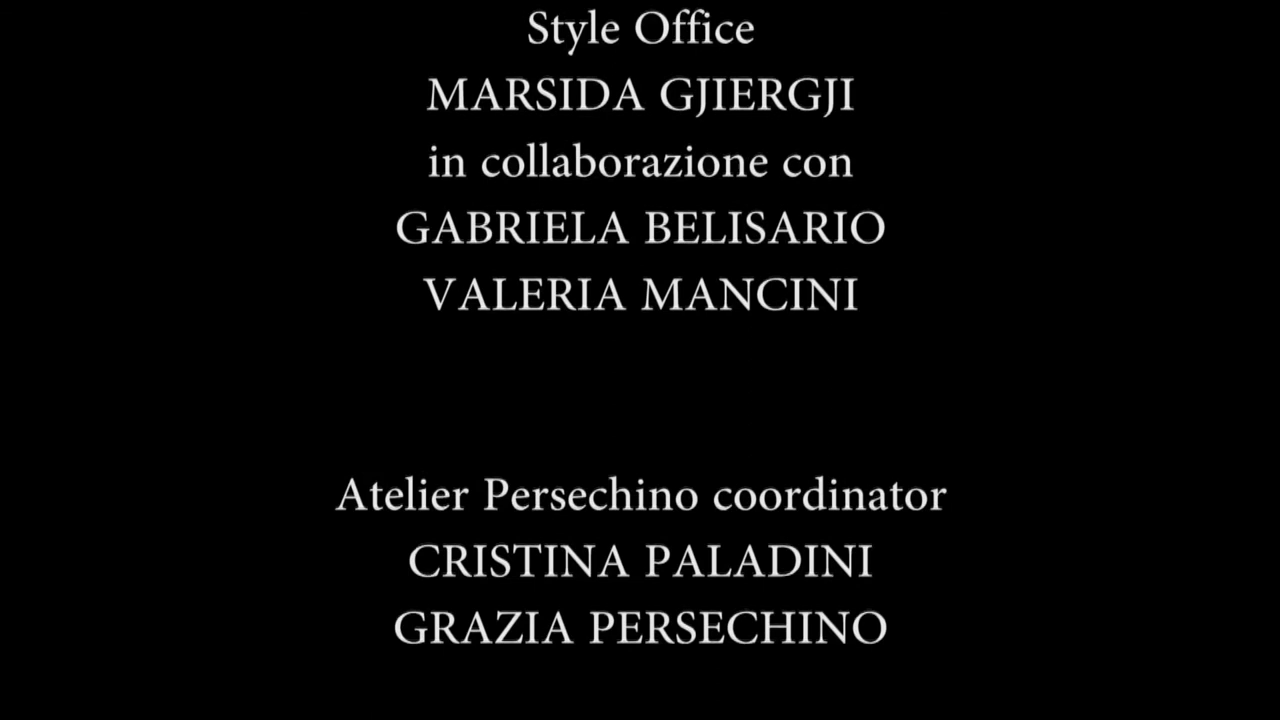 Style Office
MARSIDA GJIERGJI
in collaborazione con
GABRIELA BELISARIO
VALERIA MANCINI
Atelier Persechino coordinator
CRISTINA PALADINI
GRAZIA PERSECHINO